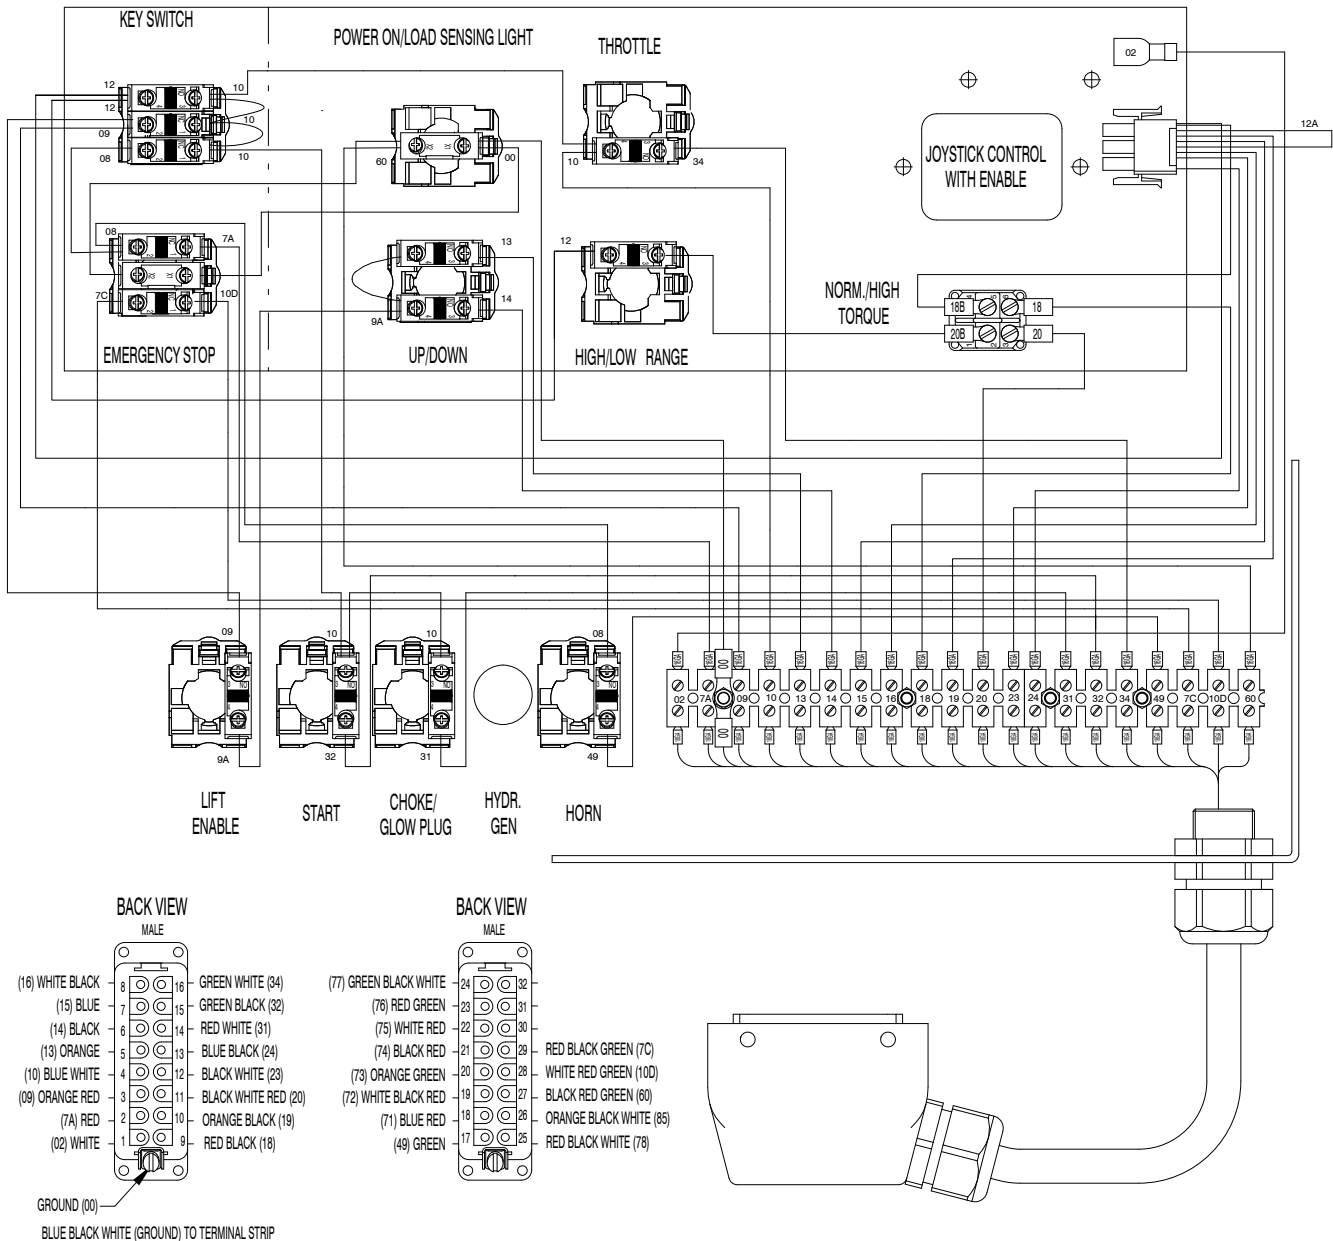 KEY SWITCH
POWER ON/LOAD SENSING LIGHT
THROTTLE
02
12
10
12
10
09
08
10
60
00
10
34
12A
JOYSTICK CONTROL
WITH ENABLE
08
7A
7C
10D
13
14
9A
12
NORM./HIGH
TORQUE
18B
18
20B
20
EMERGENCY STOP
UP/DOWN
HIGH/LOW RANGE
09
10
10
08
00
02
7A
09
10
13
14
15
16
18
19
20
23
24
31
32
34
49
7C
10D
60
00
9A
32
31
49
LIFT
ENABLE
START
CHOKE/
GLOW PLUG
HYDR.
GEN
HORN
BACK VIEW
MALE
(16) WHITE BLACK 8 16 GREEN WHITE (34)
(15) BLUE 7 15 GREEN BLACK (32)
(14) BLACK 6 14 RED WHITE (31)
(13) ORANGE 5 13 BLUE BLACK (24)
(10) BLUE WHITE 4 12 BLACK WHITE (23)
(09) ORANGE RED 3 11 BLACK WHITE RED (20)
(7A) RED 2 10 ORANGE BLACK (19)
(02) WHITE 1 9 RED BLACK (18)
GROUND (00)
BLUE BLACK WHITE (GROUND) TO TERMINAL STRIP
BACK VIEW
MALE
(77) GREEN BLACK WHITE 24 32
(76) RED GREEN 23 31
(75) WHITE RED 22 30
(74) BLACK RED 21 29 RED BLACK GREEN (7C)
(73) ORANGE GREEN 20 28 WHITE RED GREEN (10D)
(72) WHITE BLACK RED 19 27 BLACK RED GREEN (60)
(71) BLUE RED 18 26 ORANGE BLACK WHITE (85)
(49) GREEN 17 25 RED BLACK WHITE (78)